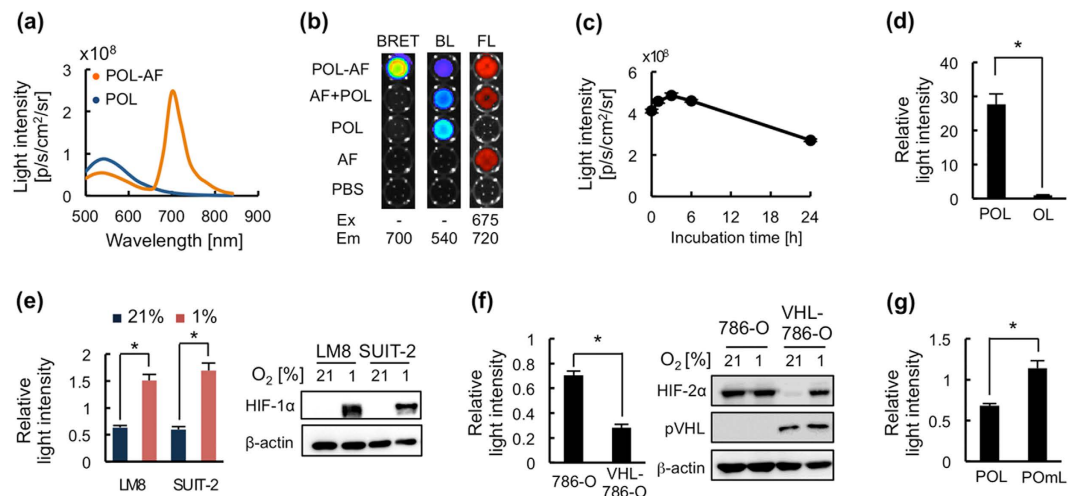 (a)
x10⁸
Light intensity
[p/s/cm2/sr]
3
2
1
0
POL-AF
POL
500 600 700 800 900
Wavelength [nm]
(b)
BRET BL FL
POL-AF
AF+POL
POL
AF
PBS
Ex - - 675
Em 700 540 720
(c)
x10⁸
Light intensity
[p/s/cm2/sr]
6
4
2
0
0 6 12 18 24
Incubation time [h]
(d)
Relative
light intensity
40
30
20
10
0
*
POL OL
(e)
21% 1%
Relative
light intensity
2.0
1.5
1.0
0.5
0
* *
LM8 SUIT-2
LM8 SUIT-2
O₂ [%] 21 1 21 1
HIF-1α
β-actin
(f)
Relative
light intensity
1
0.8
0.6
0.4
0.2
0
*
786-O VHL-
786-O
786-O VHL-
786-O
O₂ [%] 21 1 21 1
HIF-2α
pVHL
β-actin
(g)
Relative
light intensity
1.5
1
0.5
0
*
POL POmL